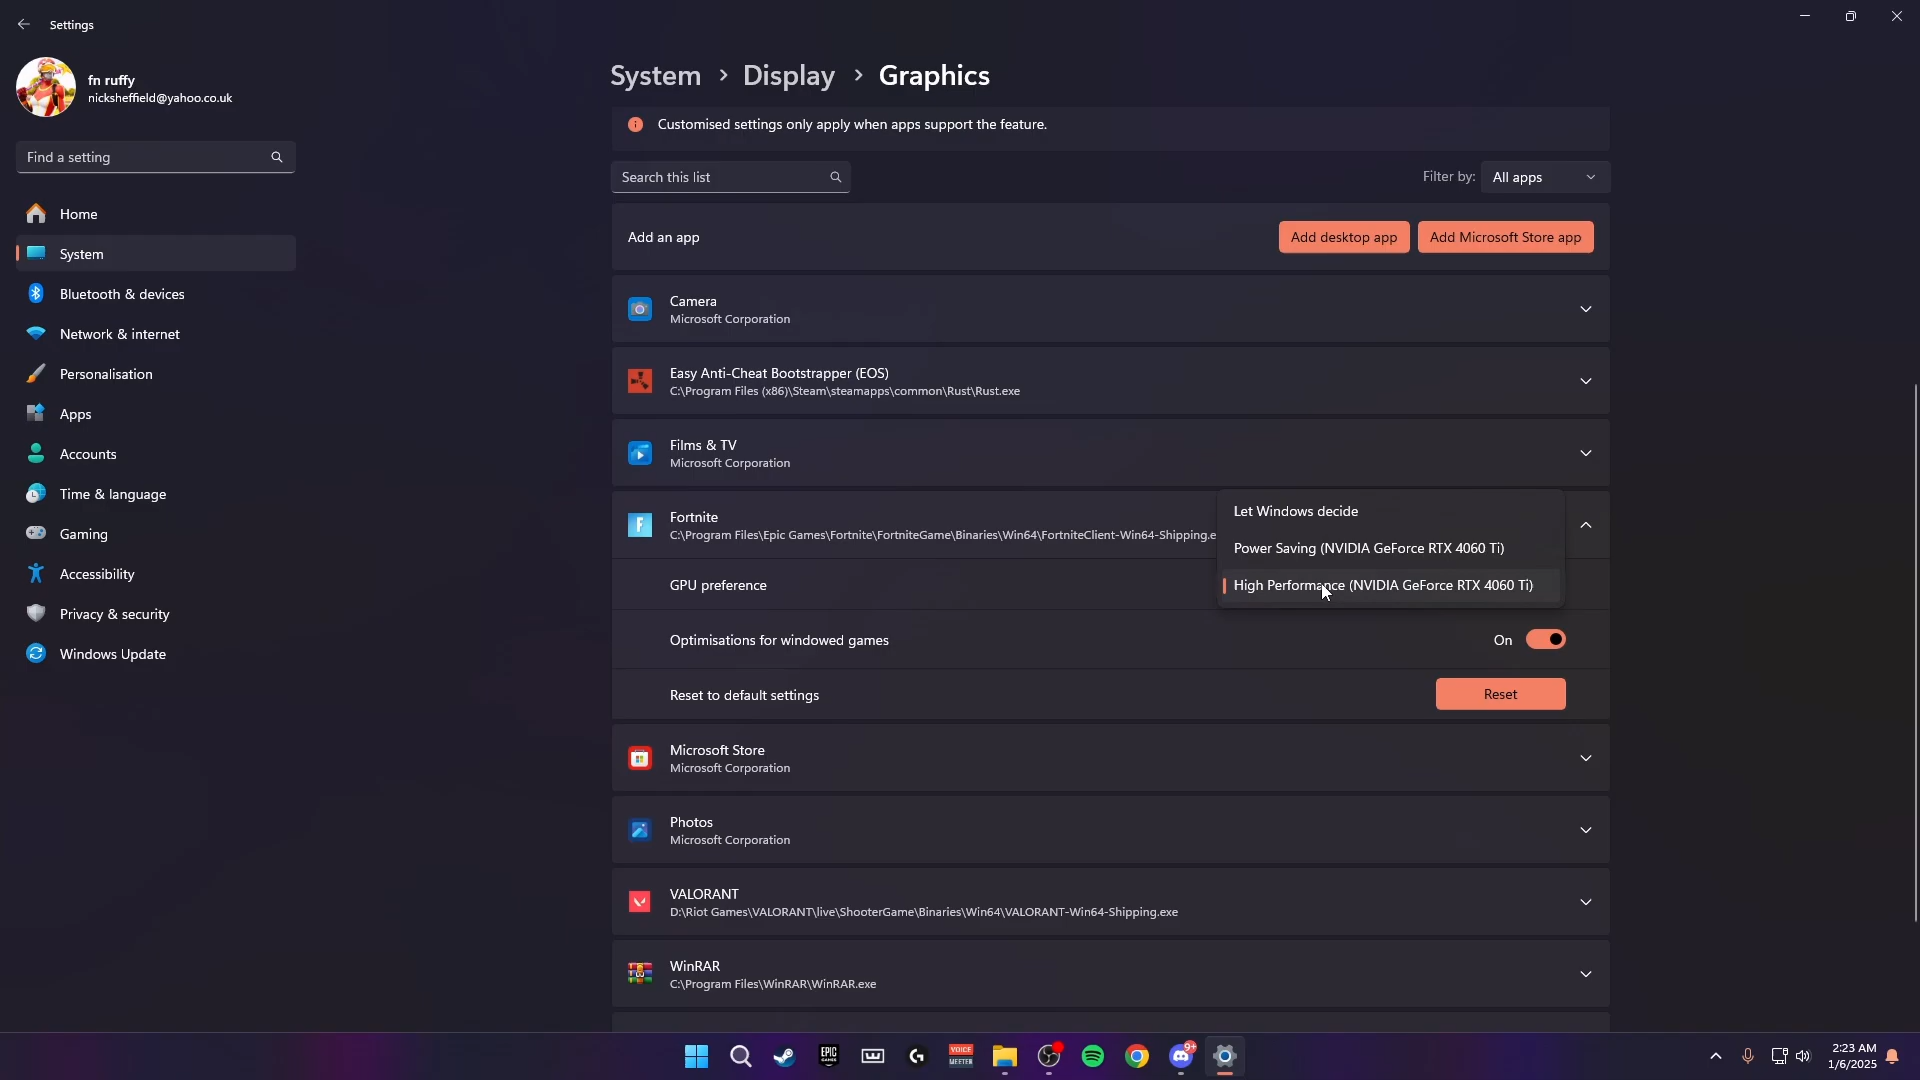 Settings
fn ruffy
nicksheffield@yahoo.co.uk
Find a setting
Home
System
Bluetooth & devices
Network & internet
Personalisation
Apps
Accounts
Time & language
Gaming
Accessibility
Privacy & security
Windows Update
System > Display > Graphics
Customised settings only apply when apps support the feature.
Search this list
Filter by: All apps
Add an app
Add desktop app
Add Microsoft Store app
Camera
Microsoft Corporation
Easy Anti-Cheat Bootstrapper (EOS)
C:\Program Files (x86)\Steam\steamapps\common\Rust\Rust.exe
Films & TV
Microsoft Corporation
Fortnite
C:\Program Files\Epic Games\Fortnite\FortniteGame\Binaries\Win64\FortniteClient-Win64-Shipping.e
Let Windows decide
Power Saving (NVIDIA GeForce RTX 4060 Ti)
GPU preference
High Performance (NVIDIA GeForce RTX 4060 Ti)
Optimisations for windowed games
On
Reset to default settings
Reset
Microsoft Store
Microsoft Corporation
Photos
Microsoft Corporation
VALORANT
D:\Riot Games\VALORANT\live\ShooterGame\Binaries\Win64\VALORANT-Win64-Shipping.exe
WinRAR
C:\Program Files\WinRAR\WinRAR.exe
EPIC
GAMES
VOICE
MEETER
9+
2:23 AM
1/6/2025